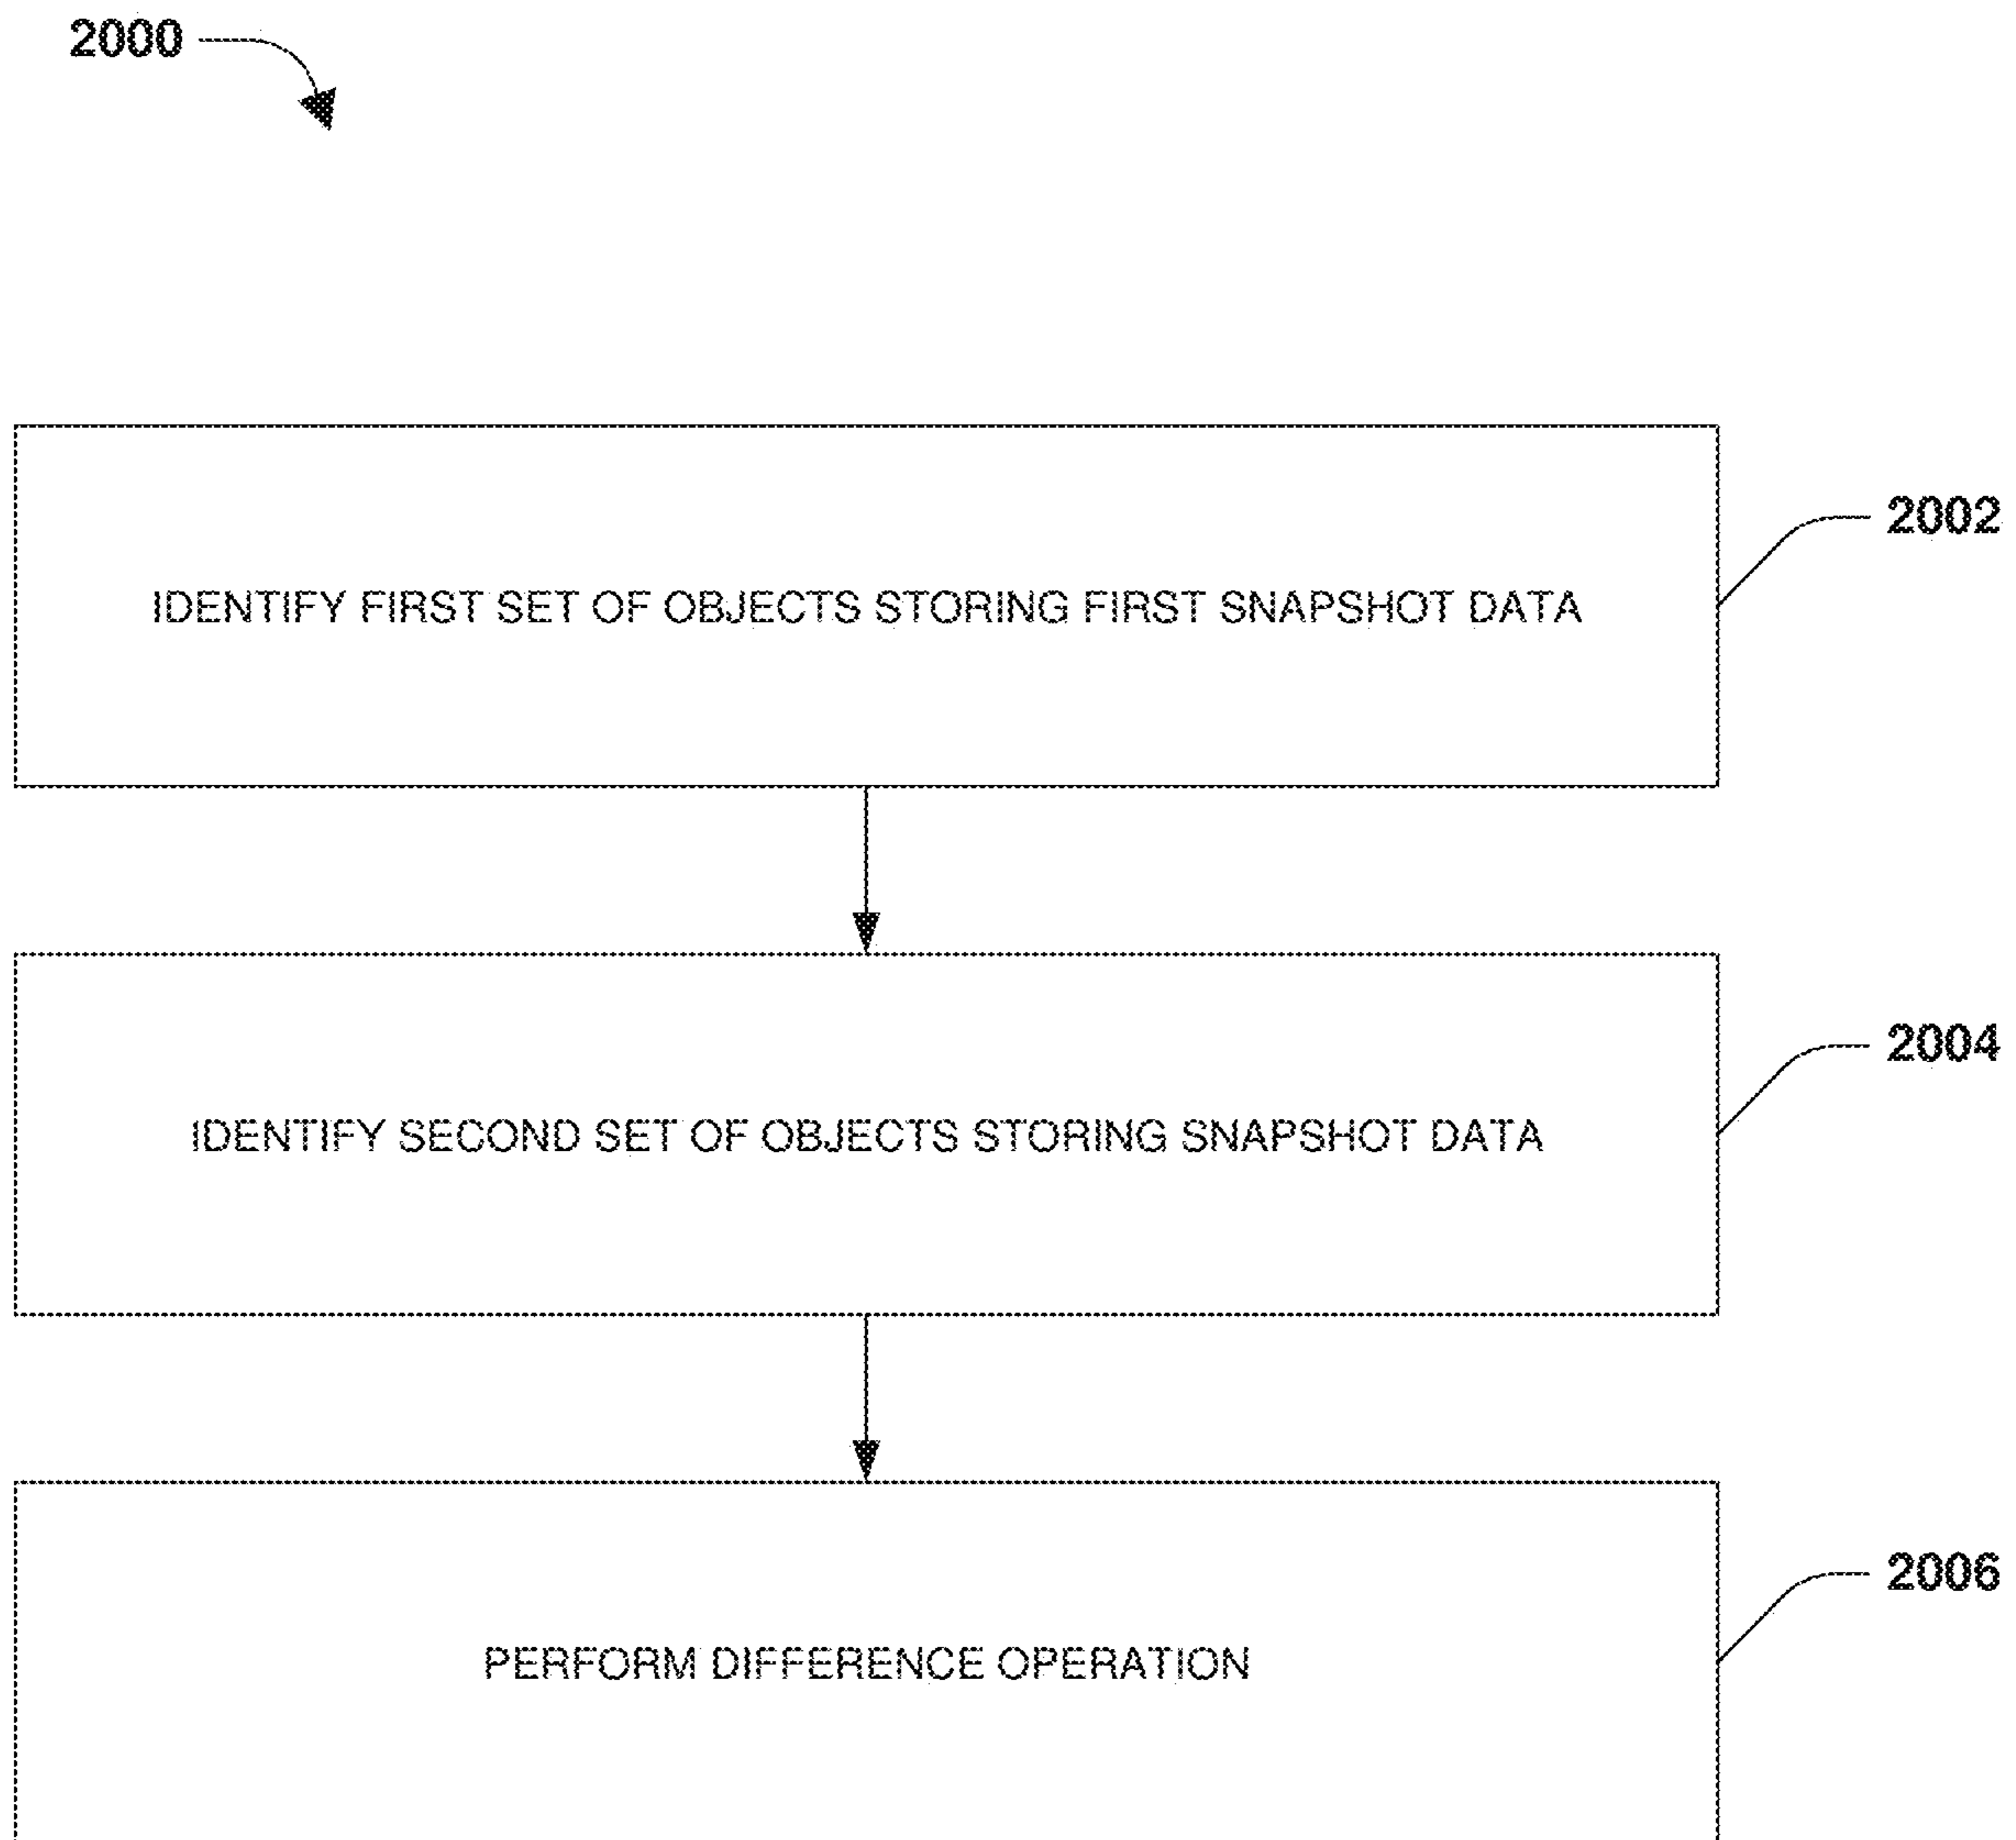 2000
IDENTIFY FIRST SET OF OBJECTS STORING FIRST SNAPSHOT DATA
2002
IDENTIFY SECOND SET OF OBJECTS STORING SNAPSHOT DATA
2004
PERFORM DIFFERENCE OPERATION
2006